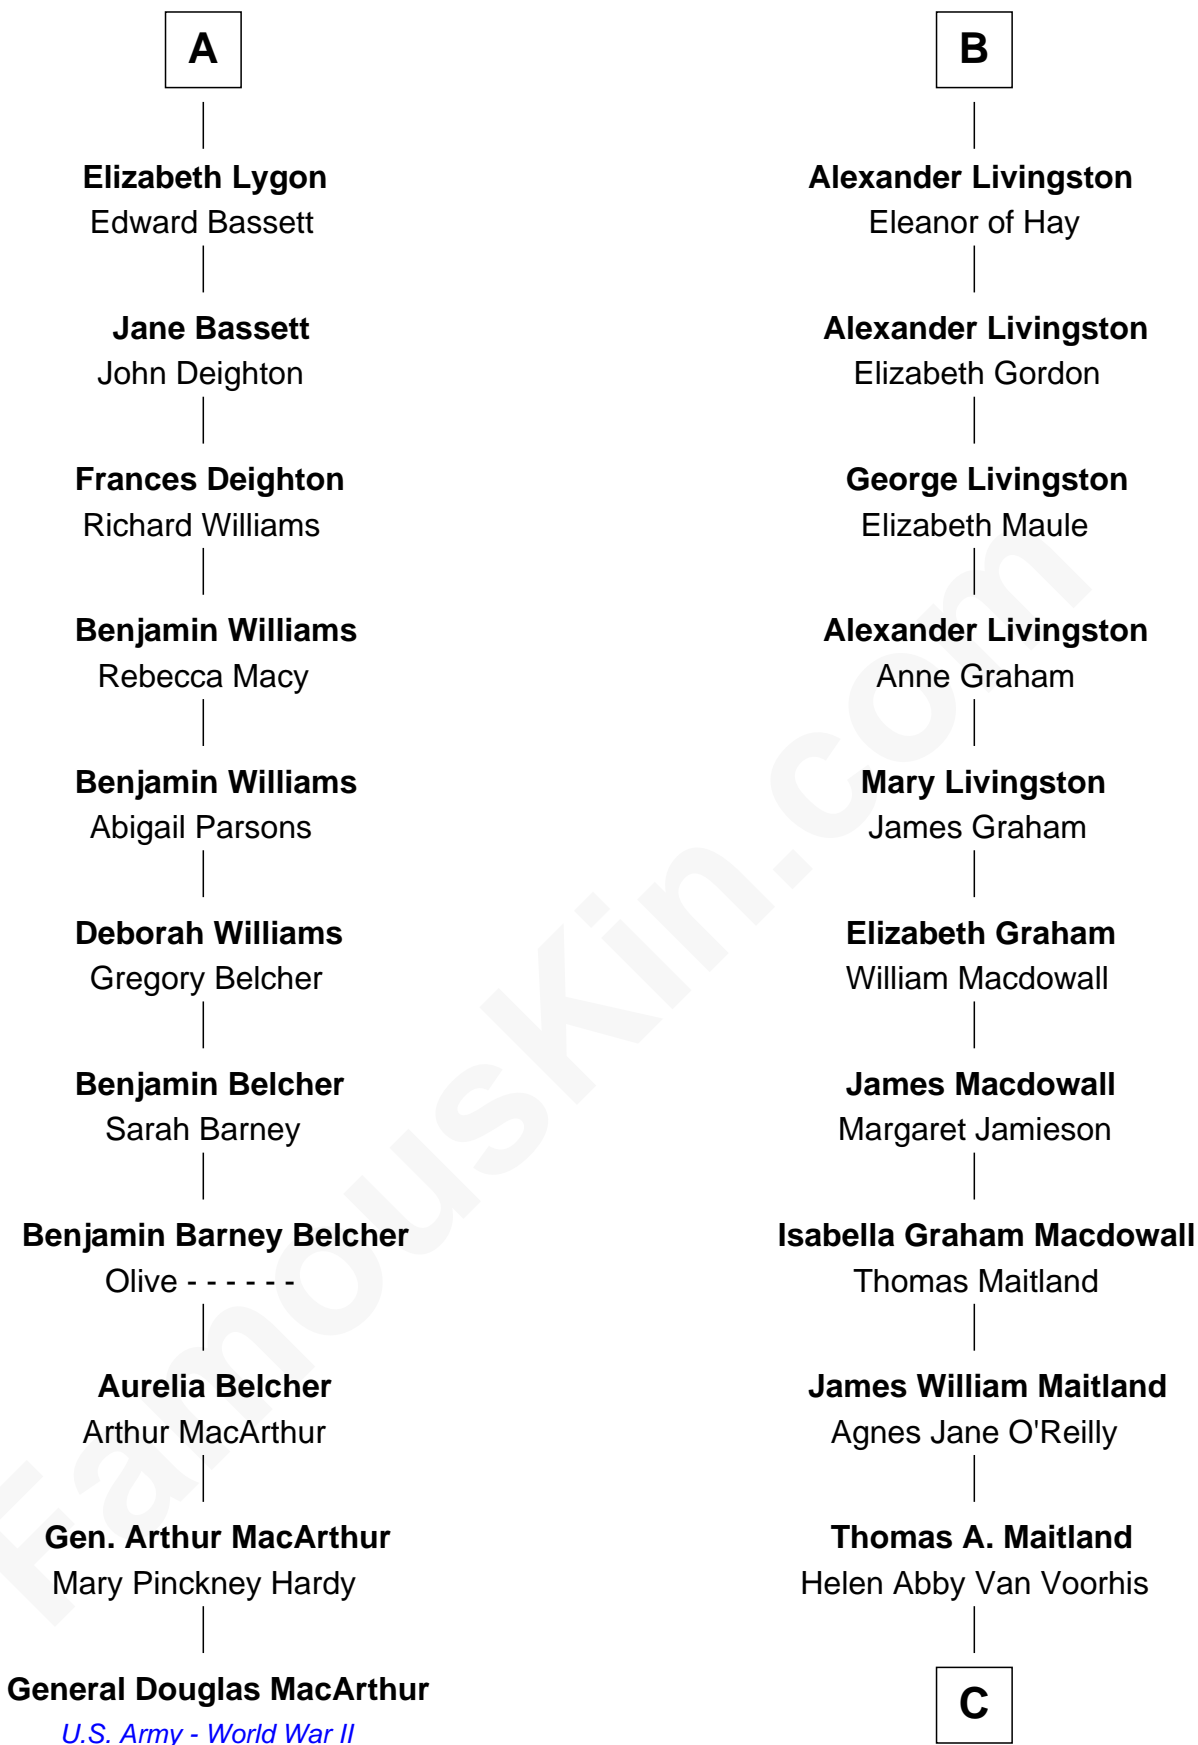 A
Elizabeth Lygon
Edward Bassett
Jane Bassett
John Deighton
Frances Deighton
Richard Williams
Benjamin Williams
Rebecca Macy
Benjamin Williams
Abigail Parsons
Deborah Williams
Gregory Belcher
Benjamin Belcher
Sarah Barney
Benjamin Barney Belcher
Olive - - - - - -
Aurelia Belcher
Arthur MacArthur
Gen. Arthur MacArthur
Mary Pinckney Hardy
General Douglas MacArthur
U.S. Army - World War II
B
Alexander Livingston
Eleanor of Hay
Alexander Livingston
Elizabeth Gordon
George Livingston
Elizabeth Maule
Alexander Livingston
Anne Graham
Mary Livingston
James Graham
Elizabeth Graham
William Macdowall
James Macdowall
Margaret Jamieson
Isabella Graham Macdowall
Thomas Maitland
James William Maitland
Agnes Jane O'Reilly
Thomas A. Maitland
Helen Abby Van Voorhis
C
FamousKin.com